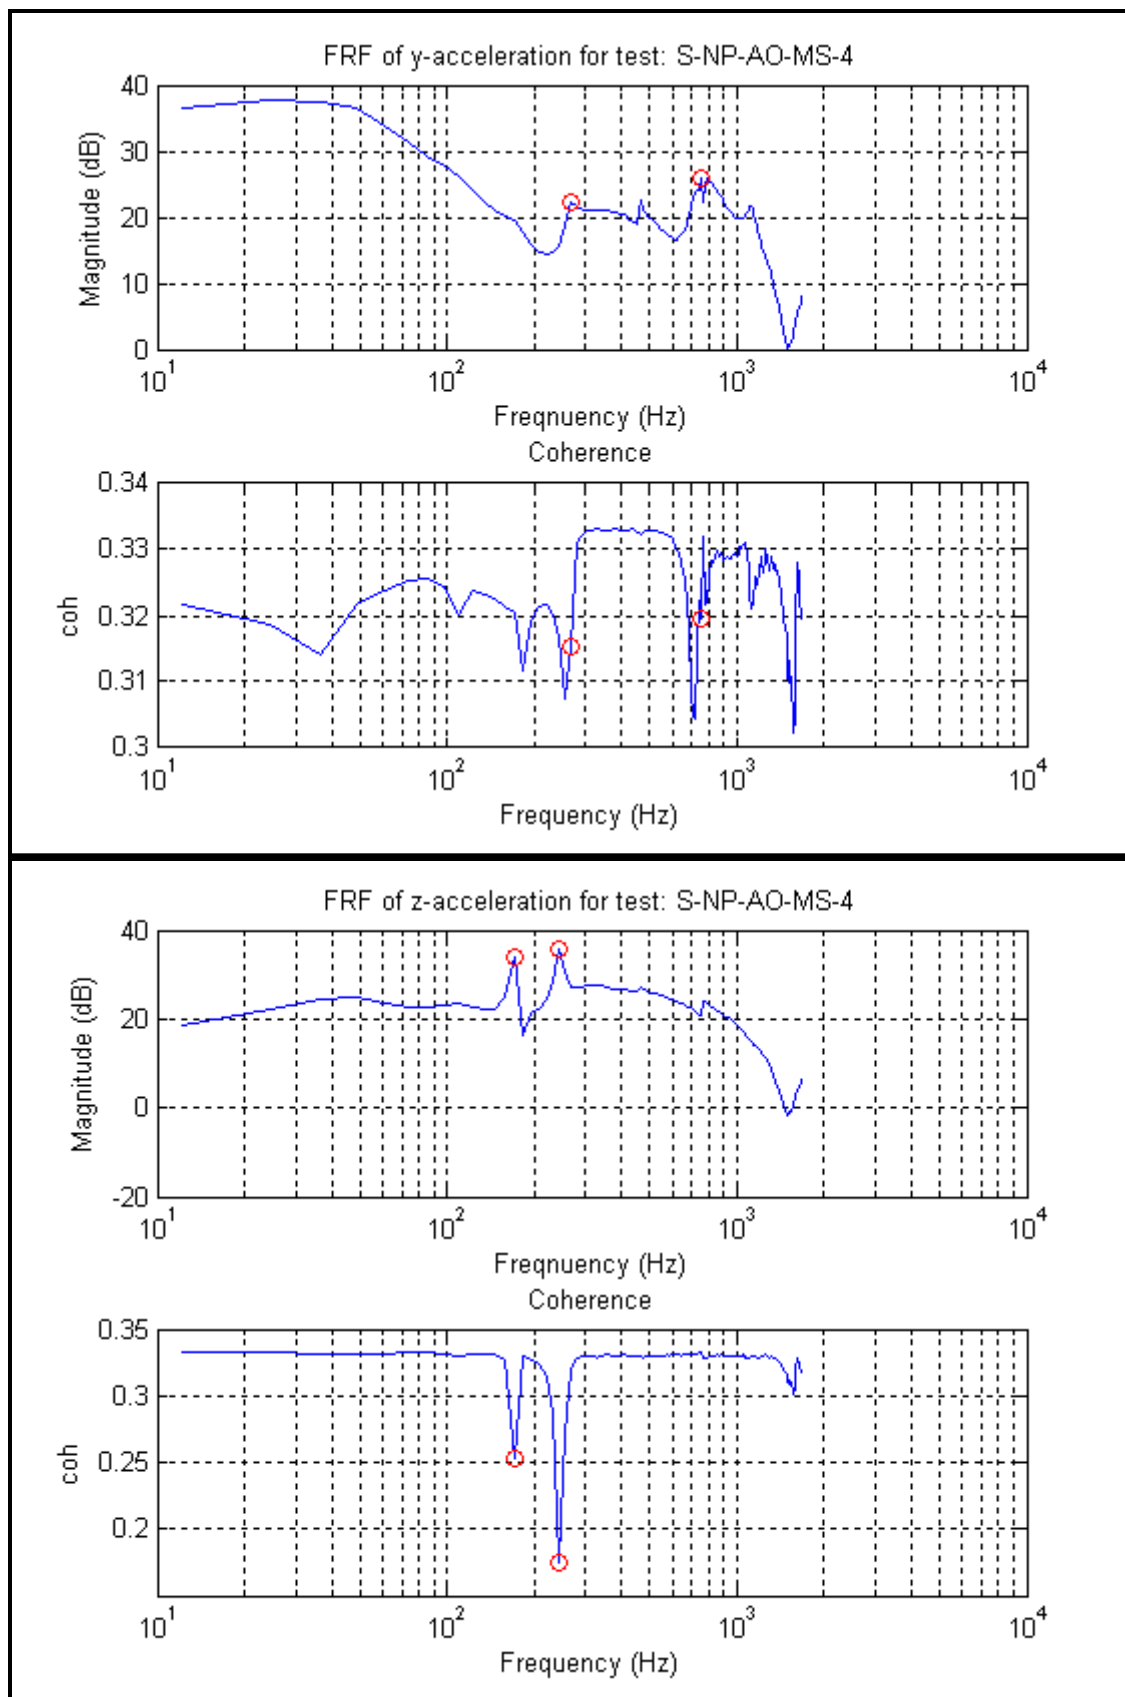 FRF of y-acceleration for test: S-NP-AO-MS-4
40
30
20
10
0
Magnitude (dB)
10^1 10^2 10^3 10^4
Freqnuency (Hz)
Coherence
0.34
0.33
0.32
0.31
0.3
coh
10^1 10^2 10^3 10^4
Frequency (Hz)
FRF of z-acceleration for test: S-NP-AO-MS-4
40
20
0
-20
Magnitude (dB)
10^1 10^2 10^3 10^4
Freqnuency (Hz)
Coherence
0.35
0.3
0.25
0.2
coh
10^1 10^2 10^3 10^4
Frequency (Hz)